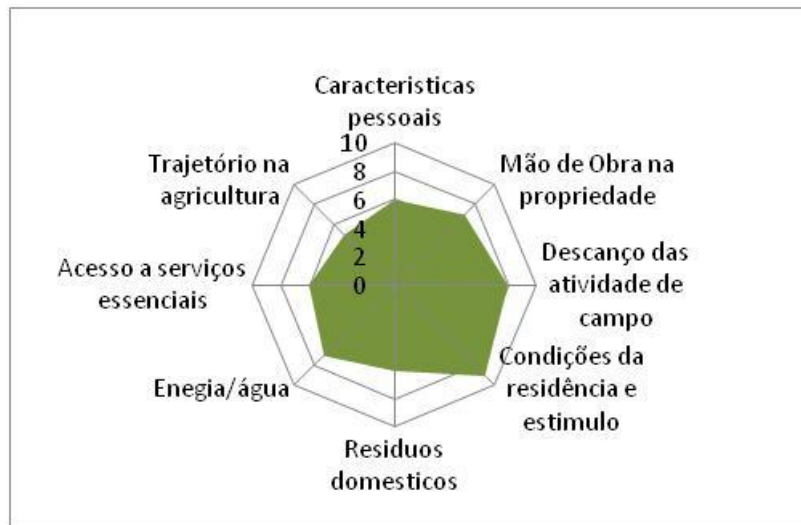 Caracteristicas
pessoais
Mão de Obra na
propriedade
Descanço das
atividade de
campo
Condições da
residência e
estimulo
Residuos
domesticos
Enegia/água
Acesso a serviços
essenciais
Trajetório na
agricultura
10
8
6
4
2
0